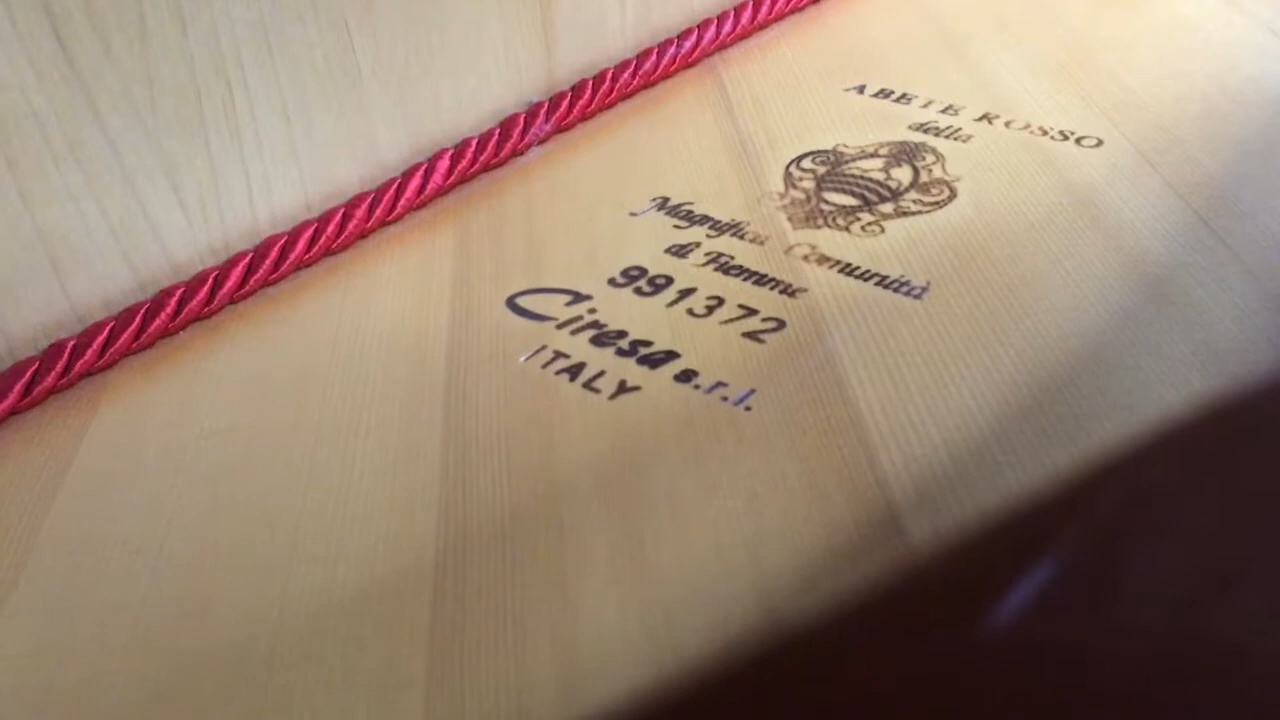 ABETE ROSSO
della
Magnifica Comunità
di Fiemme
991372
Ciresa s.r.l.
ITALY